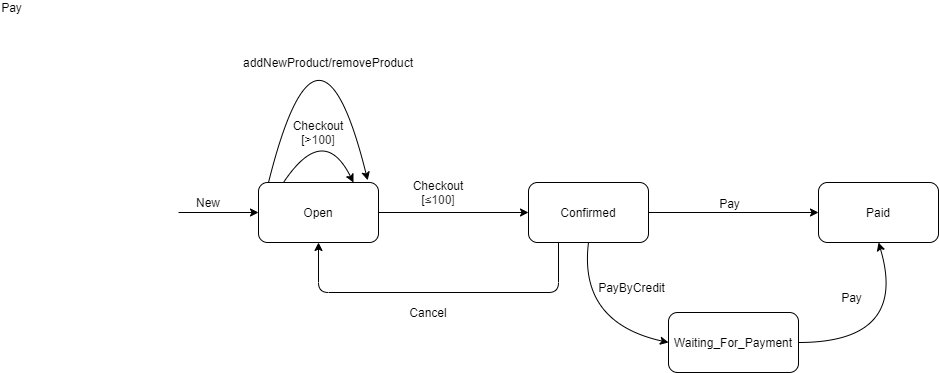 Pay
addNewProduct/removeProduct
Checkout
[>100]
New
Open
Checkout
[≤100]
Confirmed
Pay
Paid
Cancel
PayByCredit
Pay
Waiting_For_Payment